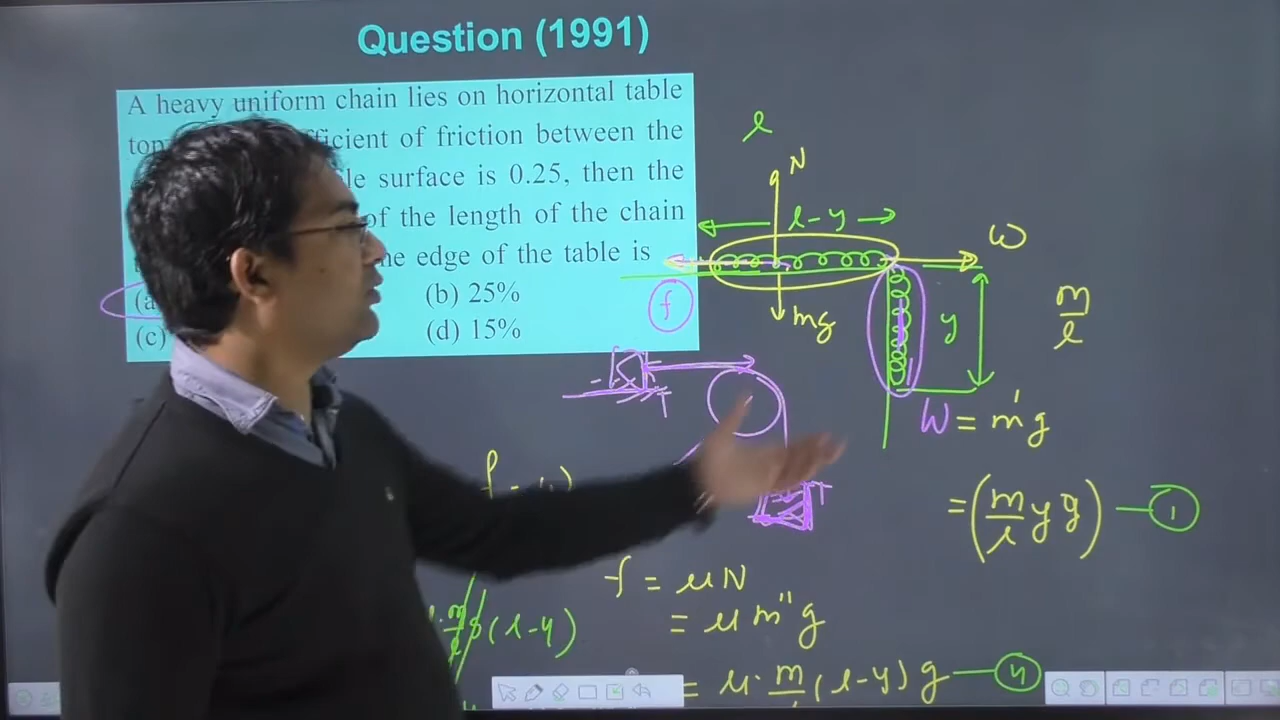 Question (1991)
A heavy uniform chain lies on horizontal table
top fficient of friction between the
le surface is 0.25, then the
of the length of the chain
he edge of the table is
(a (b) 25%
(c) (d) 15%
l
N
l-y
W
f
mg
y
m/l
T
T
W = m'g
= (m/l y g) — 1
f = μN
= μ m" g
= μ · m/l (l-y) g — 4
m/l g (l-y)